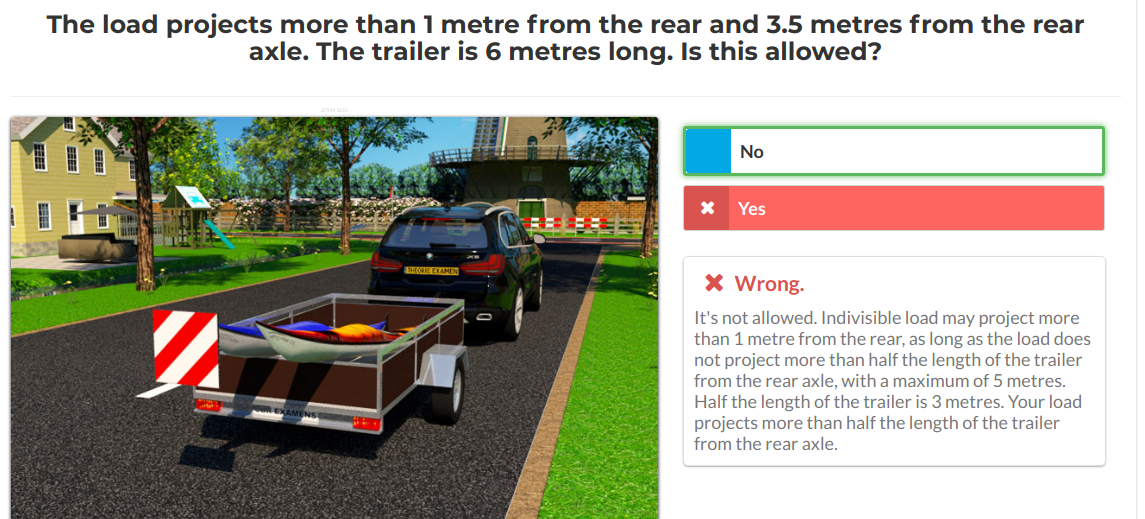 The load projects more than 1 metre from the rear and 3.5 metres from the rear
axle. The trailer is 6 metres long. Is this allowed?
No
Yes
THEORIE EXAMEN
Wrong.
It's not allowed. Indivisible load may project more
than 1 metre from the rear, as long as the load does
not project more than half the length of the trailer
from the rear axle, with a maximum of 5 metres.
Half the length of the trailer is 3 metres. Your load
projects more than half the length of the trailer
from the rear axle.